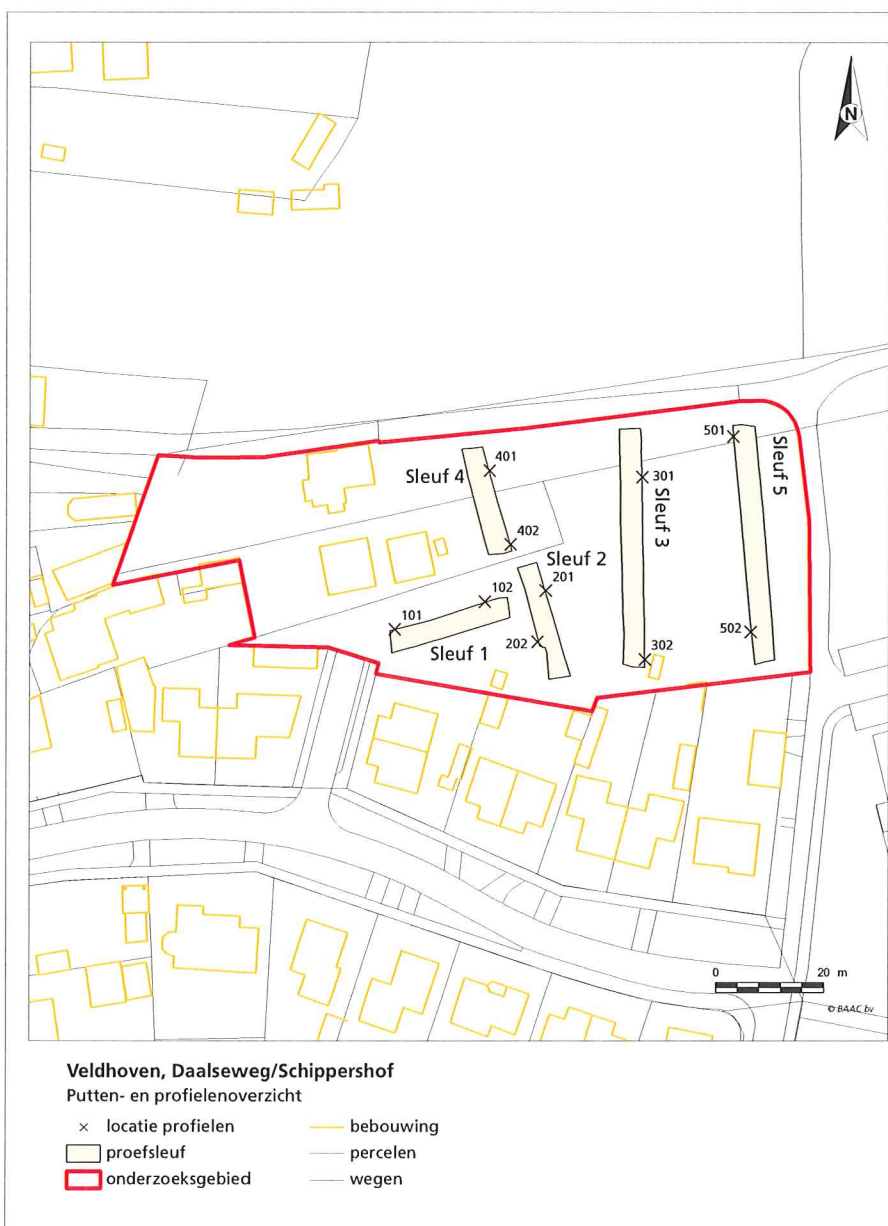 N
501
Sleuf 5
Sleuf 4
401
301
Sleuf 3
402
Sleuf 2
201
102
101
202
502
Sleuf 1
302
0 20 m
© BAAC bv
Veldhoven, Daalseweg/Schippershof
Putten- en profielenoverzicht
× locatie profielen
bebouwing
proefsleuf
percelen
onderzoeksgebied
wegen